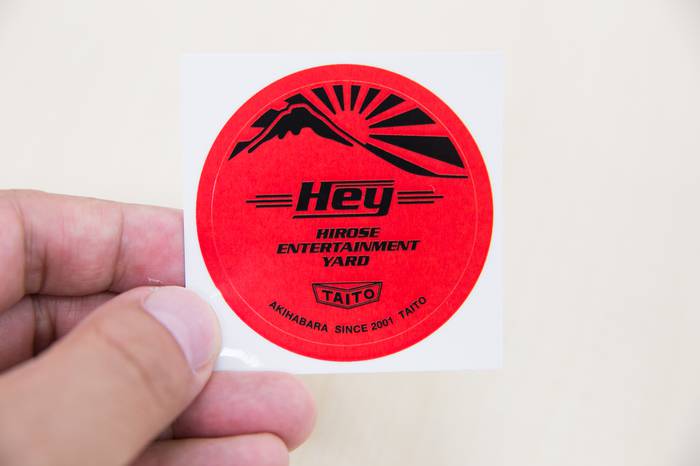 Hey
HIROSE
ENTERTAINMENT
YARD
TAITO
AKIHABARA SINCE 2001 TAITO